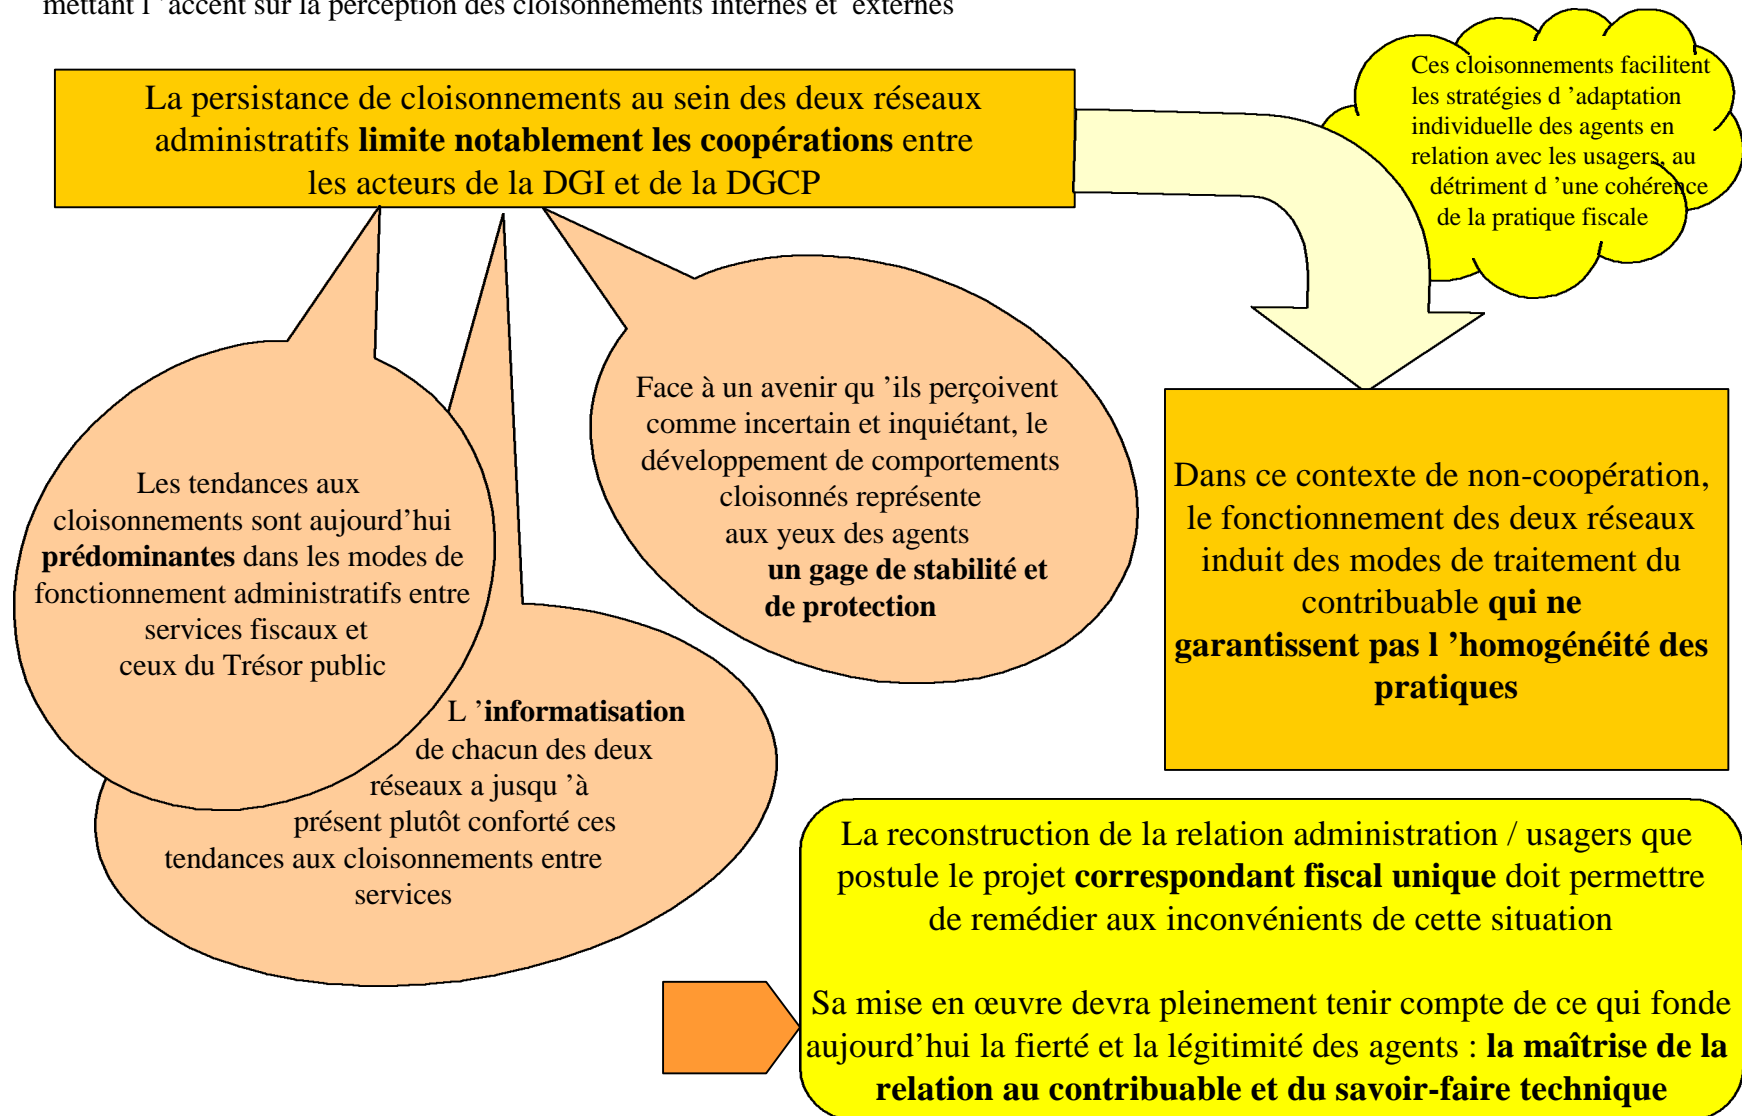 mettant l ’accent sur la perception des cloisonnements internes et externes
La persistance de cloisonnements au sein des deux réseaux
administratifs limite notablement les coopérations entre
les acteurs de la DGI et de la DGCP
Ces cloisonnements facilitent
les stratégies d ’adaptation
individuelle des agents en
relation avec les usagers, au
détriment d ’une cohérence
de la pratique fiscale
Face à un avenir qu ’ils perçoivent
comme incertain et inquiétant, le
développement de comportements
cloisonnés représente
aux yeux des agents
un gage de stabilité et
de protection
Les tendances aux
cloisonnements sont aujourd’hui
prédominantes dans les modes de
fonctionnement administratifs entre
services fiscaux et
ceux du Trésor public
L ’informatisation
de chacun des deux
réseaux a jusqu ’à
présent plutôt conforté ces
tendances aux cloisonnements entre
services
Dans ce contexte de non-coopération,
le fonctionnement des deux réseaux
induit des modes de traitement du
contribuable qui ne
garantissent pas l ’homogénéité des
pratiques
La reconstruction de la relation administration / usagers que
postule le projet correspondant fiscal unique doit permettre
de remédier aux inconvénients de cette situation
Sa mise en œuvre devra pleinement tenir compte de ce qui fonde
aujourd’hui la fierté et la légitimité des agents : la maîtrise de la
relation au contribuable et du savoir-faire technique